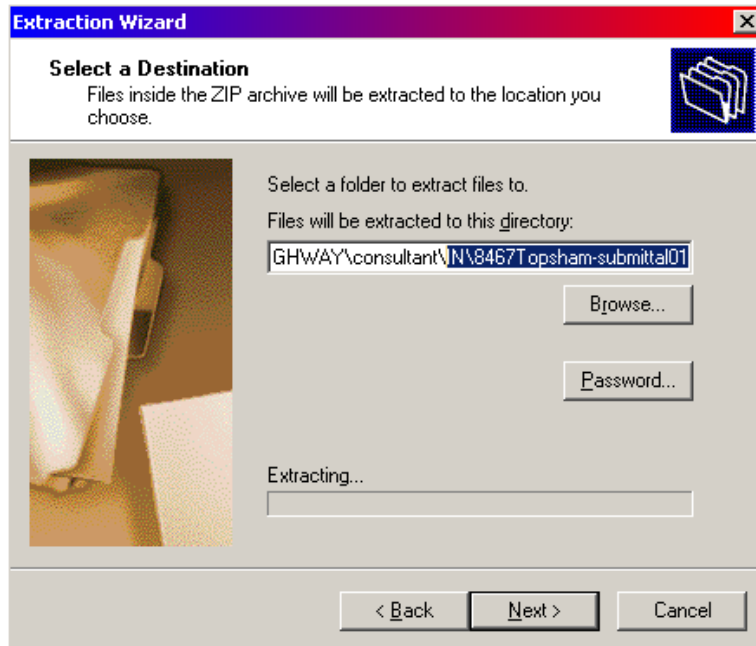 Extraction Wizard
Select a Destination
Files inside the ZIP archive will be extracted to the location you
choose.
Select a folder to extract files to.
Files will be extracted to this directory:
GHWAY\consultant\IN\8467Topsham-submittal01
Browse...
Password...
Extracting...
< Back
Next >
Cancel